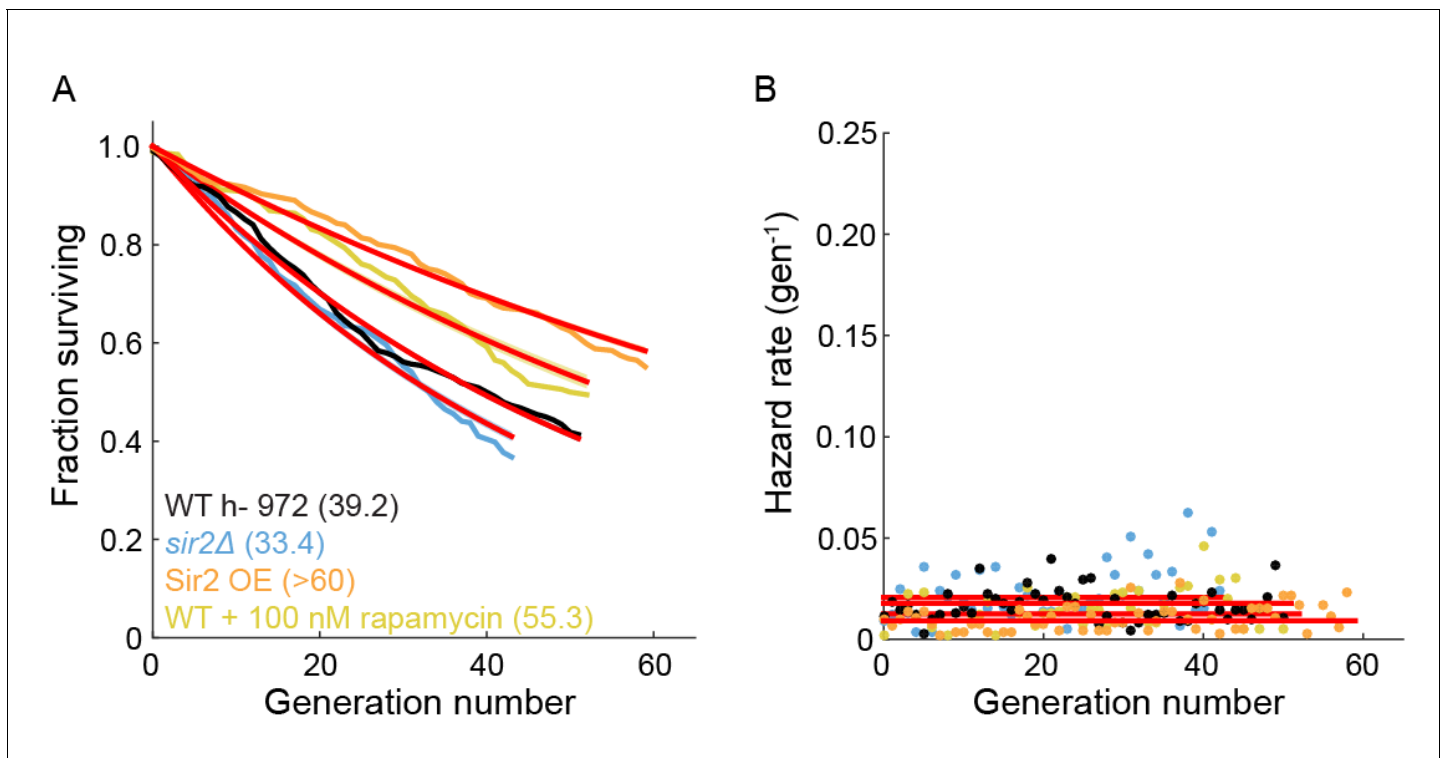 A
Fraction surviving
1.0
0.8
0.6
0.4
0.2
0
WT h- 972 (39.2)
sir2Δ (33.4)
Sir2 OE (>60)
WT + 100 nM rapamycin (55.3)
0 20 40 60
Generation number
B
Hazard rate (gen⁻¹)
0.25
0.20
0.15
0.10
0.05
0
0 20 40 60
Generation number